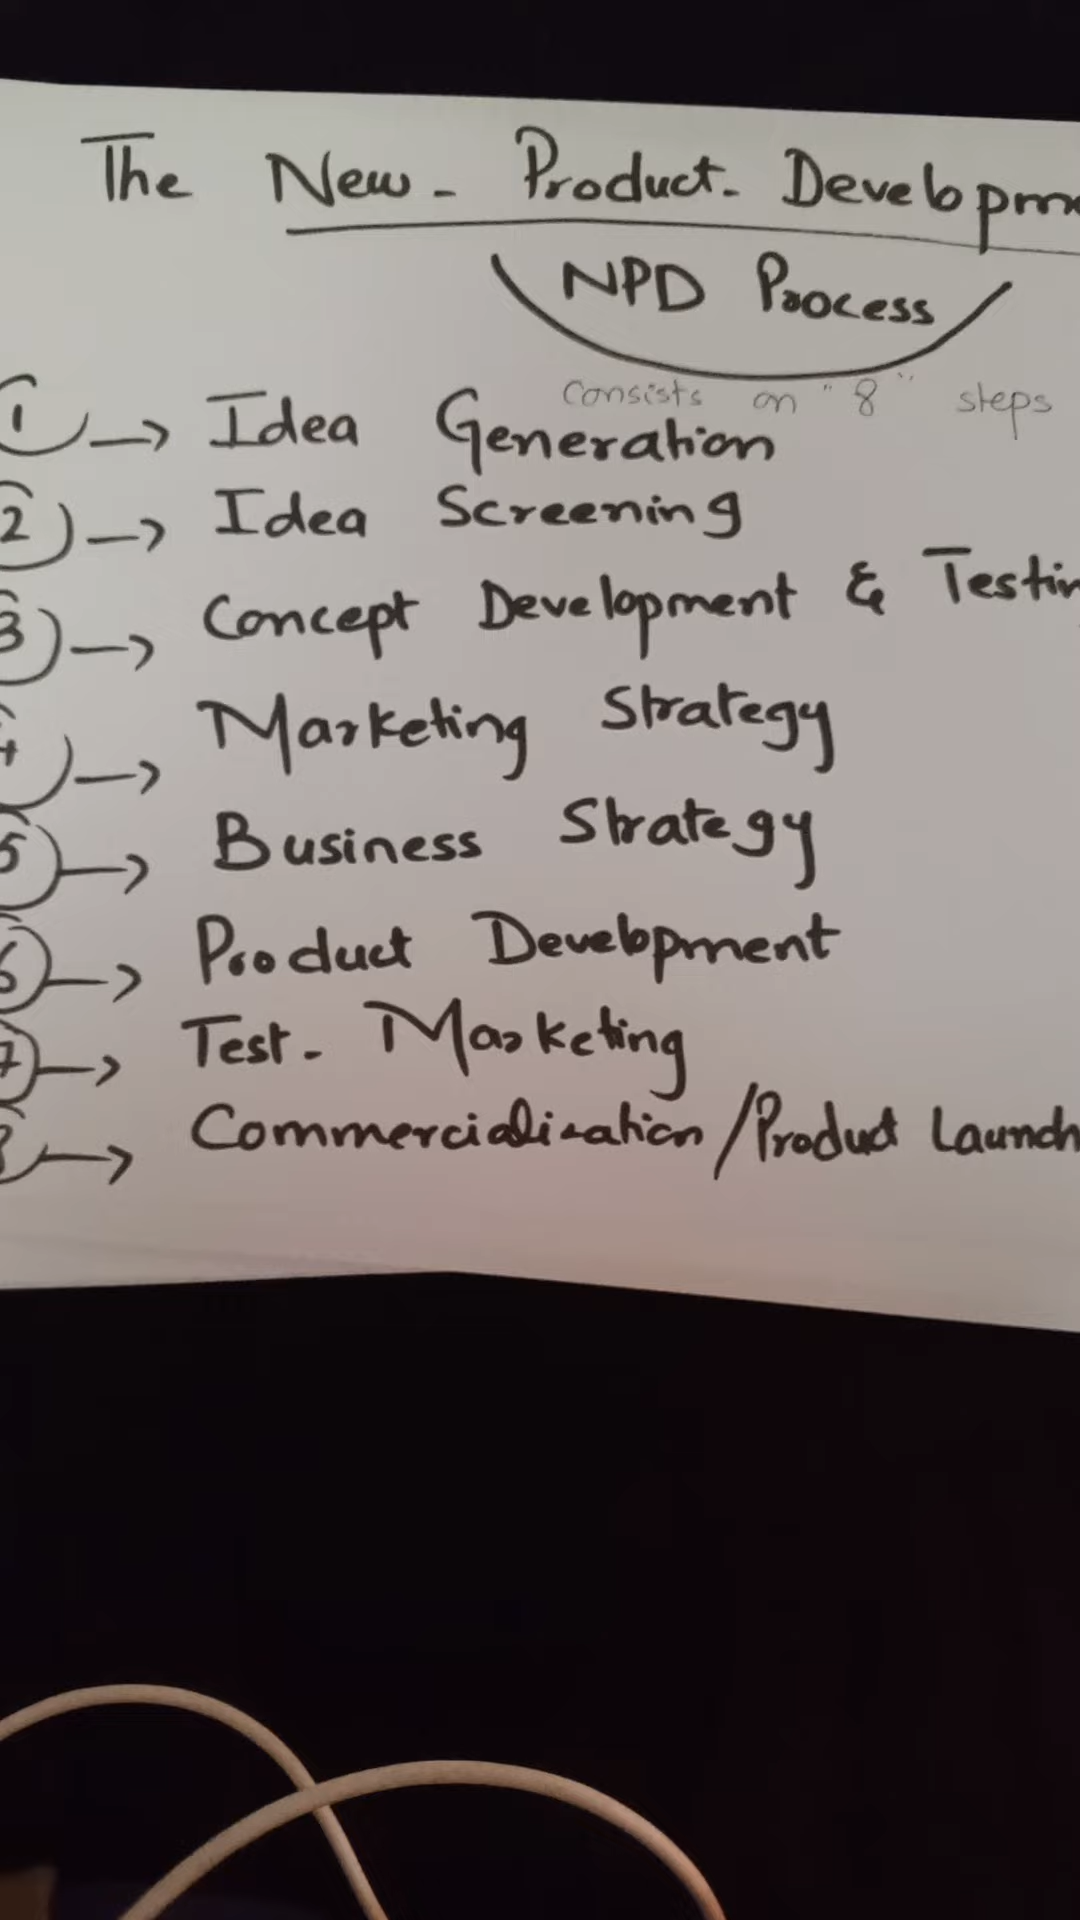 The New-Product-Developme
NPD Process
Consists on "8" steps
1 → Idea Generation
2 → Idea Screening
3 → Concept Development & Testin
4 → Marketing Strategy
5 → Business Strategy
6 → Product Development
7 → Test-Marketing
8 → Commercialization/Product Launch